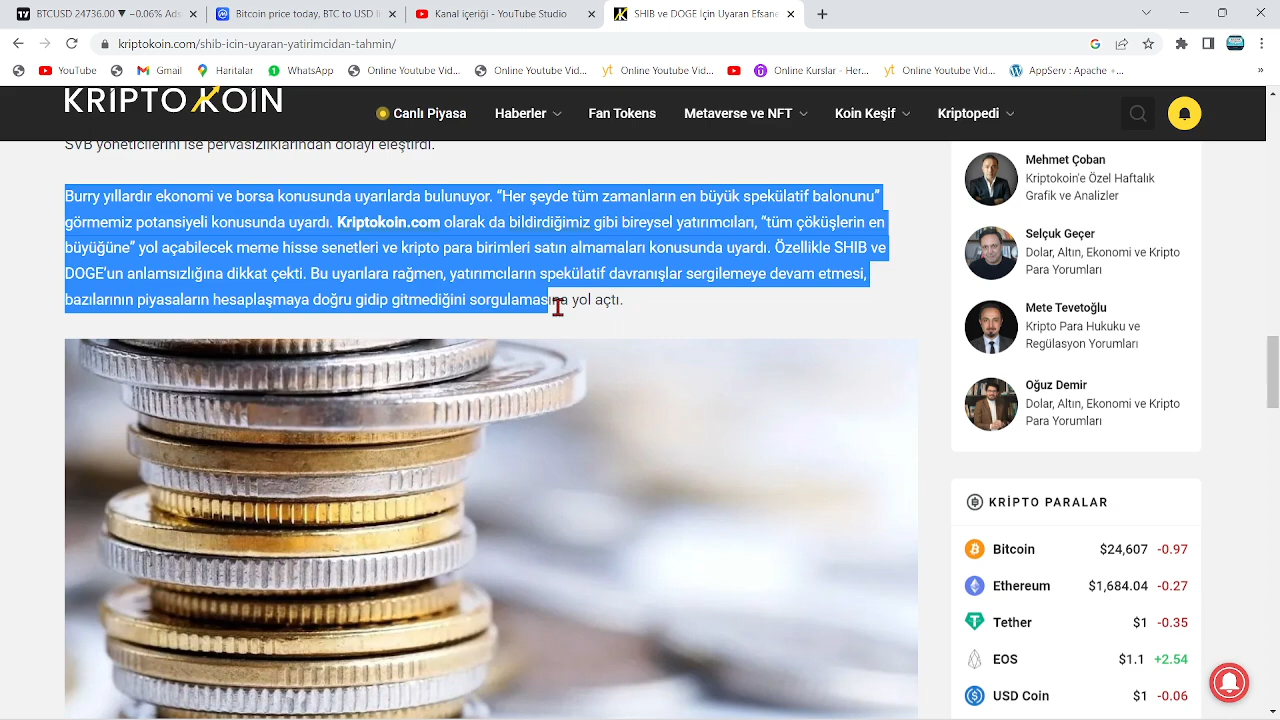 BTCUSD 24736.00 ▼ −0.06% Ads
Bitcoin price today, BTC to USD li
Kanal içeriği - YouTube Studio
SHIB ve DOGE İçin Uyaran Efsane
kriptokoin.com/shib-icin-uyaran-yatirimcidan-tahmin/
YouTube
Gmail
Haritalar
WhatsApp
Online Youtube Vid...
Online Youtube Vid...
Online Youtube Vid...
Online Kurslar - Her...
Online Youtube Vid...
AppServ : Apache +...
»
KRİPTOKOİN
Canlı Piyasa
Haberler
Fan Tokens
Metaverse ve NFT
Koin Keşif
Kriptopedi
SVB yöneticilerini ise pervasızlıklarından dolayı eleştirdi.
Burry yıllardır ekonomi ve borsa konusunda uyarılarda bulunuyor. “Her şeyde tüm zamanların en büyük spekülatif balonunu”
görmemiz potansiyeli konusunda uyardı. Kriptokoin.com olarak da bildirdiğimiz gibi bireysel yatırımcıları, “tüm çöküşlerin en
büyüğüne” yol açabilecek meme hisse senetleri ve kripto para birimleri satın almamaları konusunda uyardı. Özellikle SHIB ve
DOGE’un anlamsızlığına dikkat çekti. Bu uyarılara rağmen, yatırımcıların spekülatif davranışlar sergilemeye devam etmesi,
bazılarının piyasaların hesaplaşmaya doğru gidip gitmediğini sorgulamasına yol açtı.
Mehmet Çoban
Kriptokoin'e Özel Haftalık
Grafik ve Analizler
Selçuk Geçer
Dolar, Altın, Ekonomi ve Kripto
Para Yorumları
Mete Tevetoğlu
Kripto Para Hukuku ve
Regülasyon Yorumları
Oğuz Demir
Dolar, Altın, Ekonomi ve Kripto
Para Yorumları
KRİPTO PARALAR
Bitcoin $24,607 -0.97
Ethereum $1,684.04 -0.27
Tether $1 -0.35
EOS $1.1 +2.54
USD Coin $1 -0.06